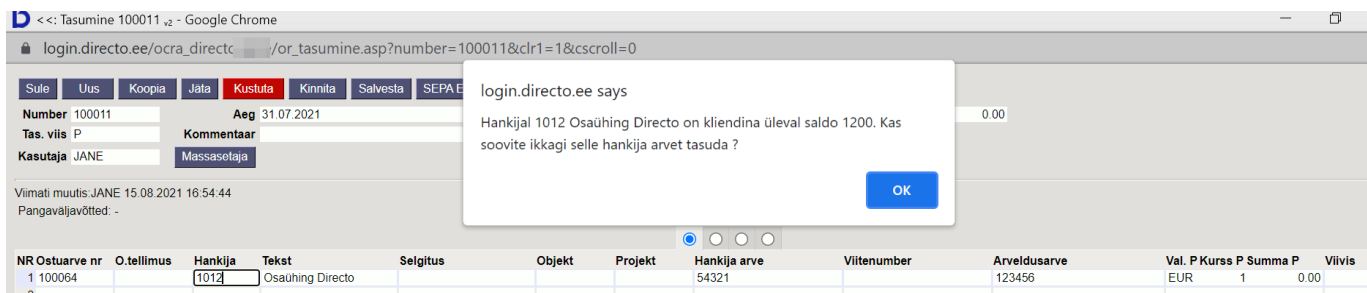 <<: Tasumine 100011 v2 - Google Chrome
login.directo.ee/ocra_directo /or_tasumine.asp?number=100011&clr1=1&cscroll=0
Sule Uus Koopia Jäta Kustuta Kinnita Salvesta SEPA E
login.directo.ee says
Hankijal 1012 Osaühing Directo on kliendina üleval saldo 1200. Kas
soovite ikkagi selle hankija arvet tasuda ?
OK
Number 100011 Aeg 31.07.2021 0.00
Tas. viis P Kommentaar
Kasutaja JANE Massasetaja
Viimati muutis:JANE 15.08.2021 16:54:44
Pangaväljavõtted: -
NR Ostuarve nr O.tellimus Hankija Tekst Selgitus Objekt Projekt Hankija arve Viitenumber Arveldusarve Val. P Kurss P Summa P Viivis
1 100064 1012 Osaühing Directo 54321 123456 EUR 1 0.00